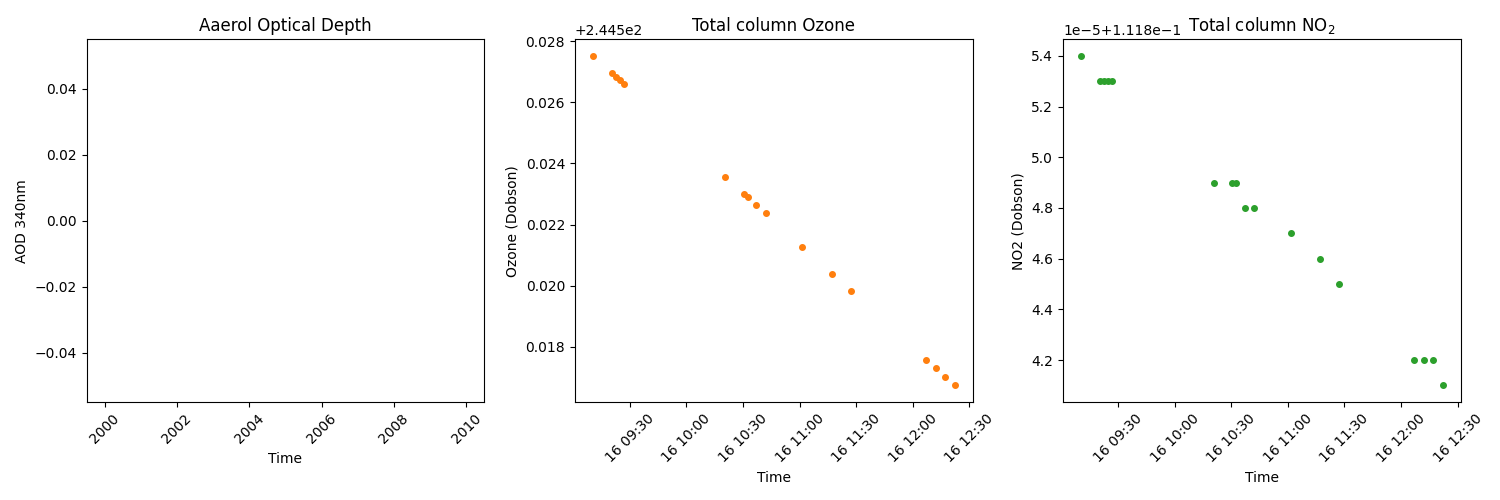 Aaerol Optical Depth
AOD 340nm
0.04
0.02
0.00
−0.02
−0.04
2000 2002 2004 2006 2008 2010
Time
Total column Ozone
+2.445e2
Ozone (Dobson)
0.028
0.026
0.024
0.022
0.020
0.018
16 09:30 16 10:00 16 10:30 16 11:00 16 11:30 16 12:00 16 12:30
Time
Total column NO₂
1e−5+1.118e−1
NO2 (Dobson)
5.4
5.2
5.0
4.8
4.6
4.4
4.2
16 09:30 16 10:00 16 10:30 16 11:00 16 11:30 16 12:00 16 12:30
Time